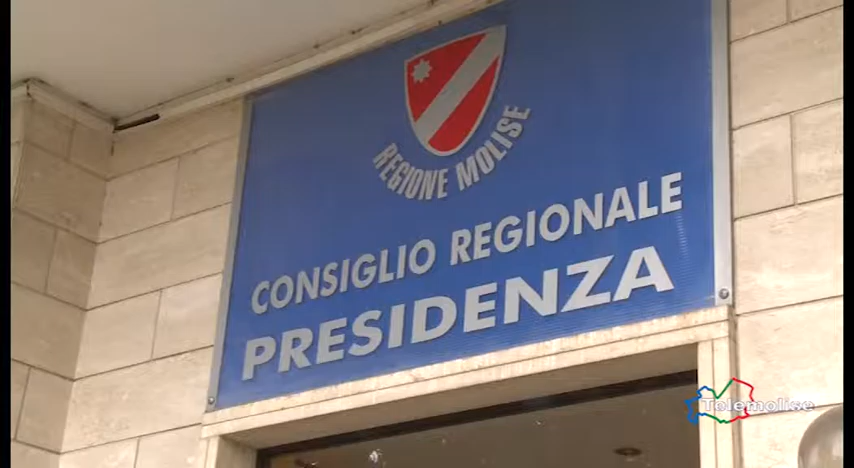 REGIONE MOLISE
CONSIGLIO REGIONALE
PRESIDENZA
Telemolise